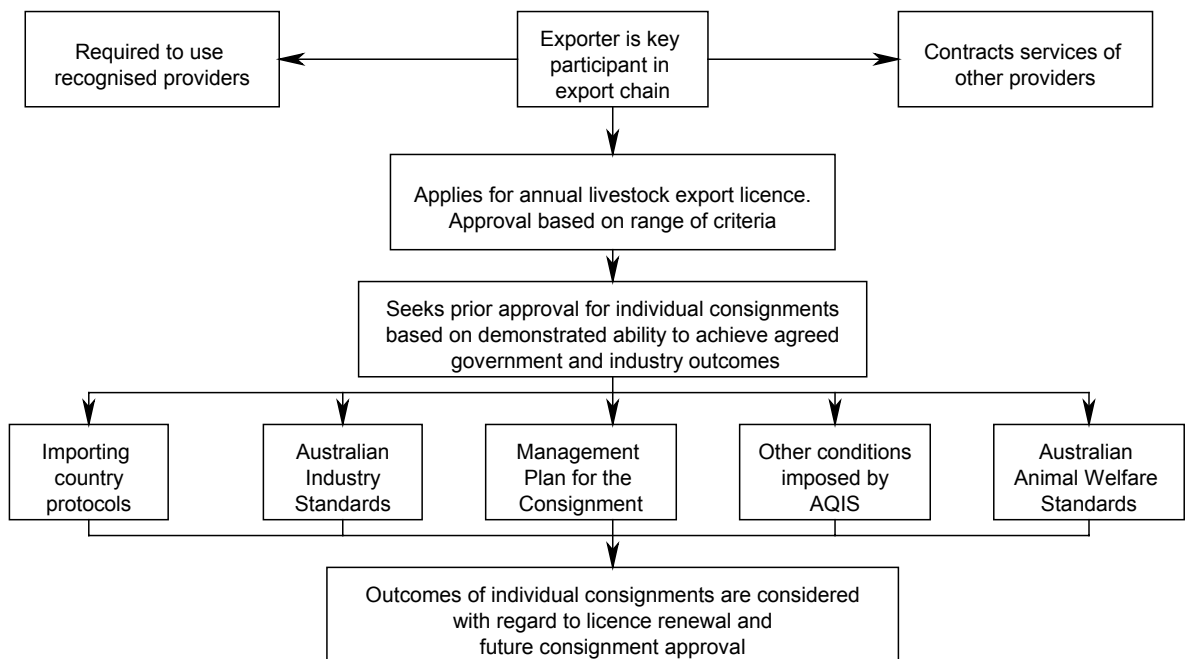 Required to use
recognised providers
Exporter is key
participant in
export chain
Contracts services of
other providers
Applies for annual livestock export licence.
Approval based on range of criteria
Seeks prior approval for individual consignments
based on demonstrated ability to achieve agreed
government and industry outcomes
Importing
country
protocols
Australian
Industry
Standards
Management
Plan for the
Consignment
Other conditions
imposed by
AQIS
Australian
Animal Welfare
Standards
Outcomes of individual consignments are considered
with regard to licence renewal and
future consignment approval